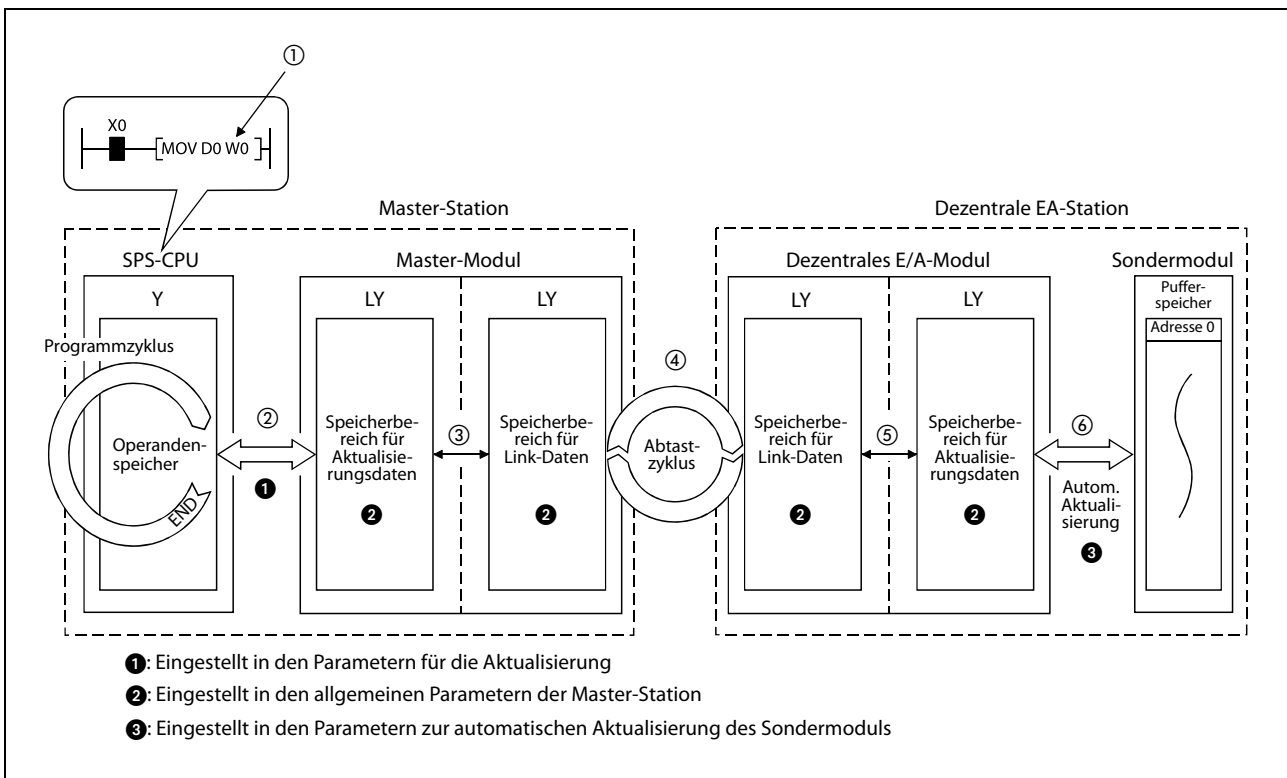 ①
X0
MOV D0 W0
Master-Station
Dezentrale EA-Station
SPS-CPU
Master-Modul
Dezentrales E/A-Modul
Sondermodul
Y
LY
LY
LY
LY
Puffer-
speicher
Adresse 0
Programmzyklus
Operanden-
speicher
END
②
❶
Speicherbe-
reich für
Aktualisie-
rungsdaten
❷
③
Speicherbe-
reich für
Link-Daten
❷
④
Abtast-
zyklus
Speicherbe-
reich für
Link-Daten
❷
⑤
Speicherbe-
reich für
Aktualisie-
rungsdaten
❷
⑥
Autom.
Aktuali-
sierung
❸
❶: Eingestellt in den Parametern für die Aktualisierung
❷: Eingestellt in den allgemeinen Parametern der Master-Station
❸: Eingestellt in den Parametern zur automatischen Aktualisierung des Sondermoduls